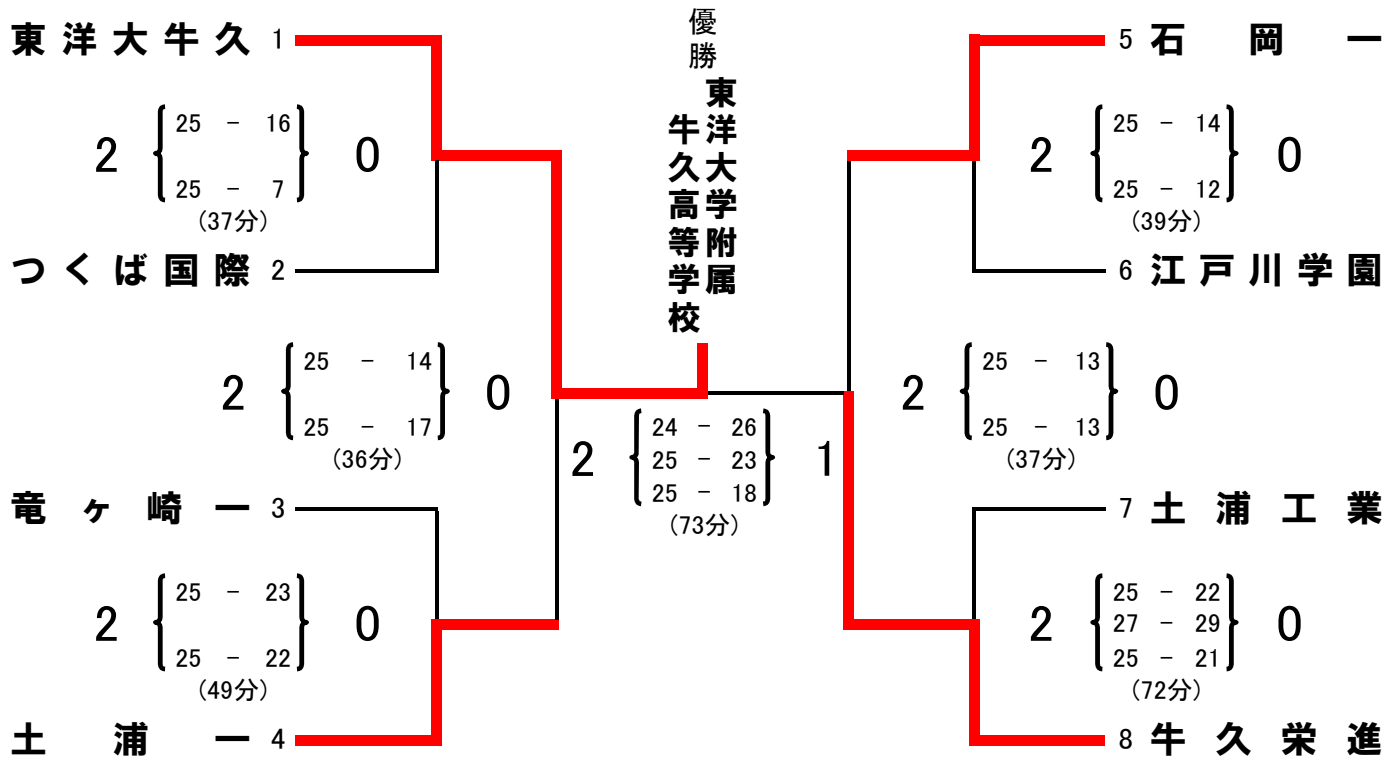 優勝
東洋大学附属
牛久高等学校
東洋大牛久 1
2 { 25 − 16 } 0
25 − 7
(37分)
つくば国際 2
2 { 25 − 14 } 0
25 − 17
(36分)
竜ヶ崎一 3
2 { 25 − 23 } 0
25 − 22
(49分)
土浦一 4
2 { 24 − 26 } 1
25 − 23
25 − 18
(73分)
5 石岡一
2 { 25 − 14 } 0
25 − 12
(39分)
6 江戸川学園
2 { 25 − 13 } 0
25 − 13
(37分)
7 土浦工業
2 { 25 − 22 } 0
27 − 29
25 − 21
(72分)
8 牛久栄進